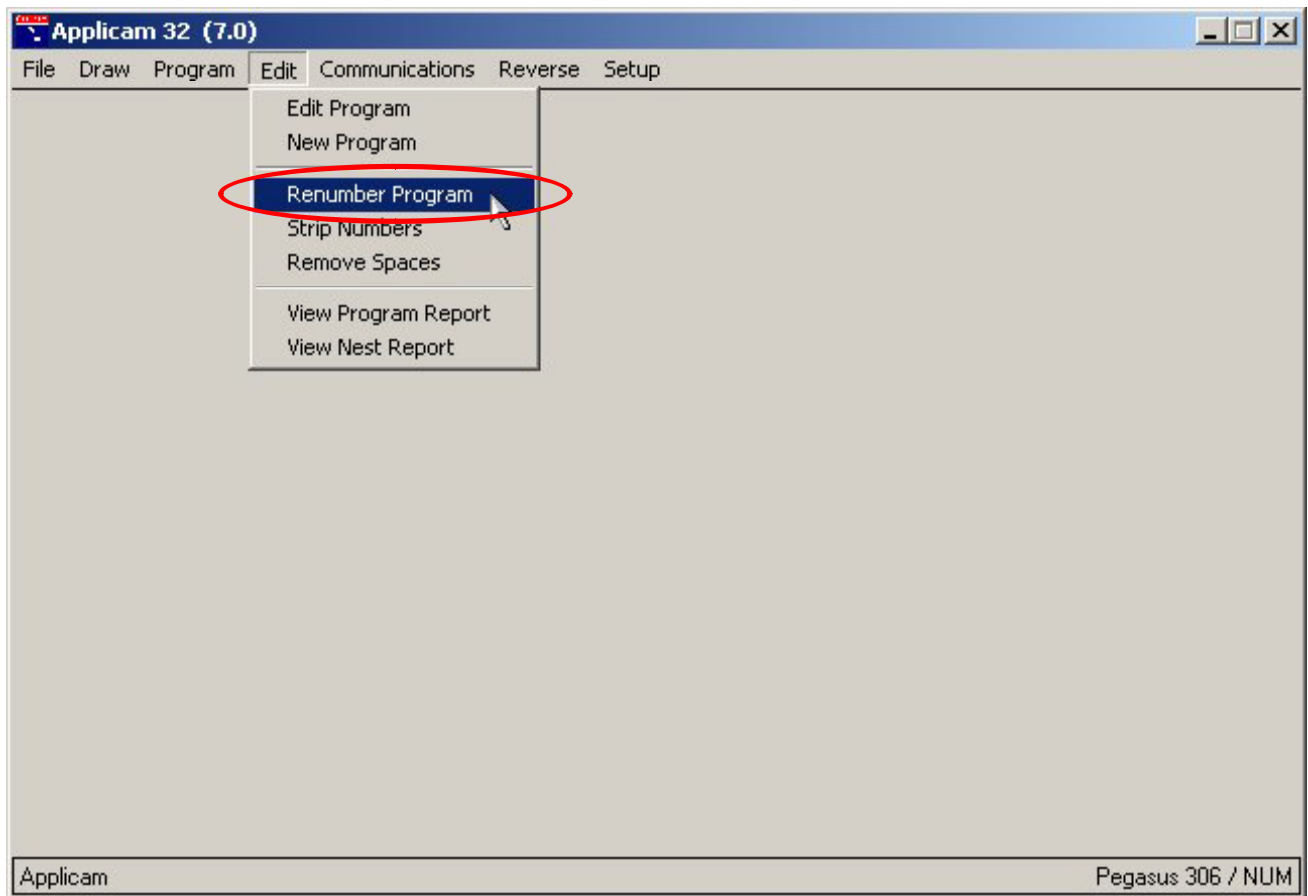 Applicam 32 (7.0)
File Draw Program Edit Communications Reverse Setup
Edit Program
New Program
Renumber Program
Strip Numbers
Remove Spaces
View Program Report
View Nest Report
Applicam Pegasus 306 / NUM